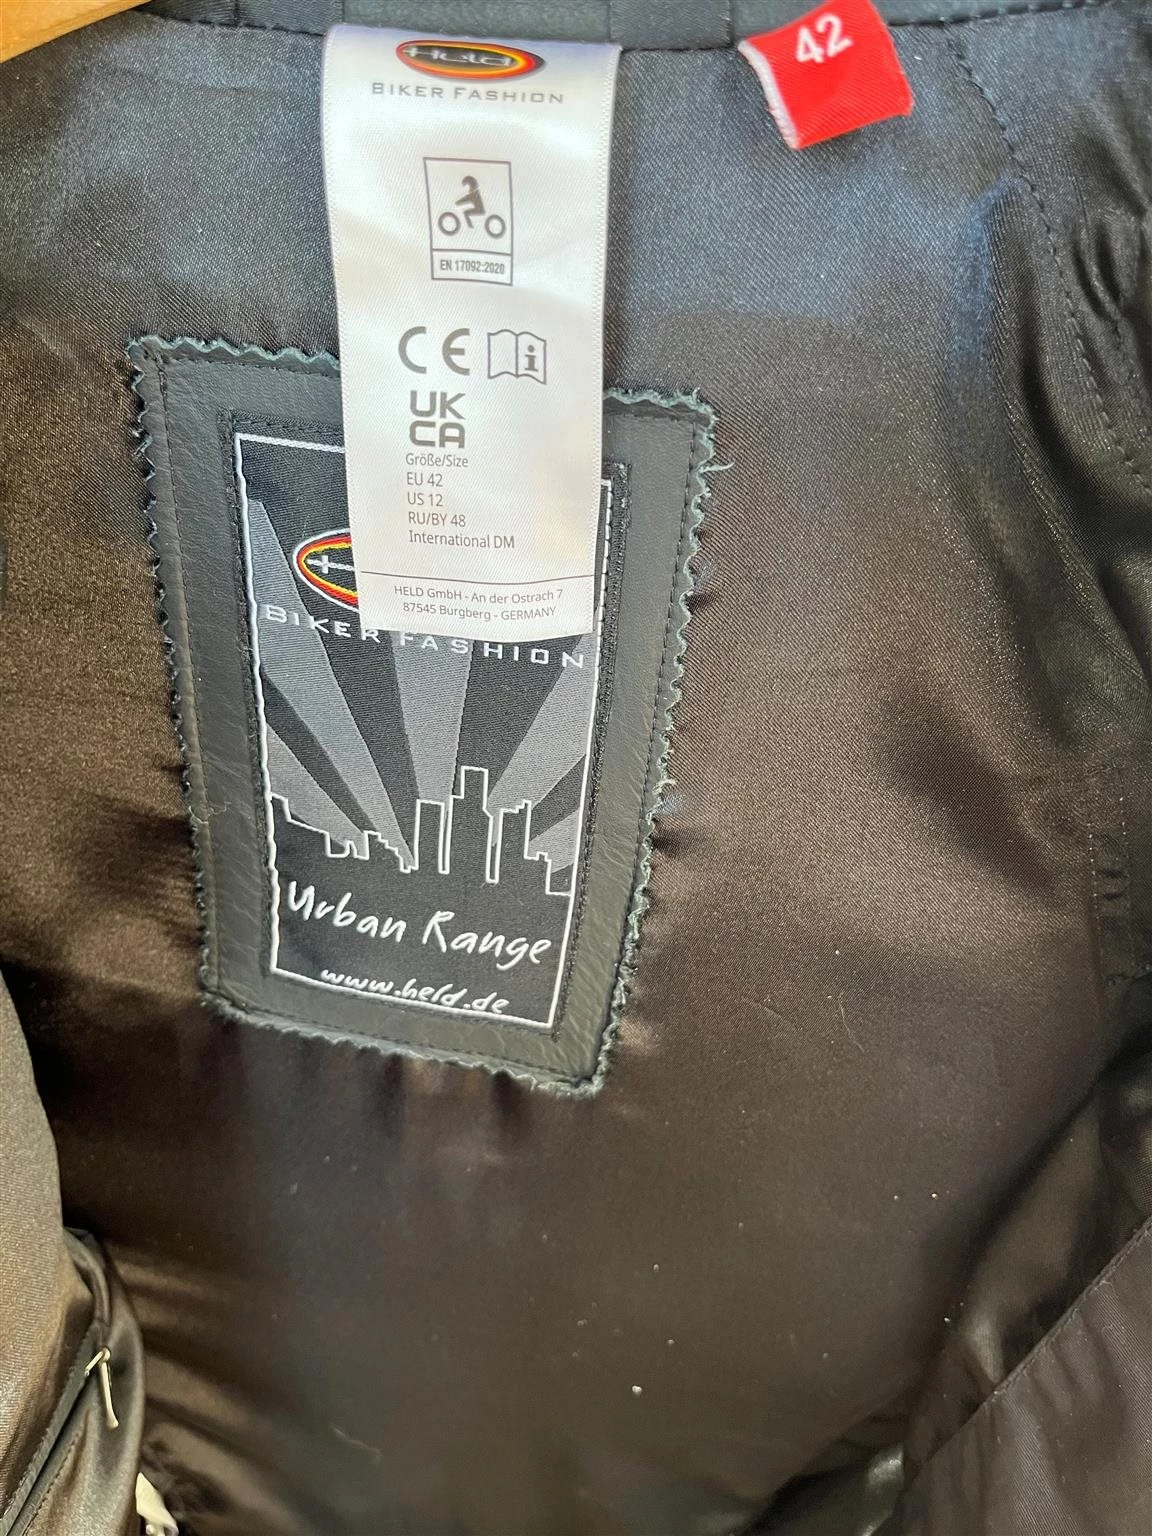 42
Held
BIKER FASHION
EN 17092:2020
CE i
UK
CA
Größe/Size
EU 42
US 12
RU/BY 48
International DM
HELD GmbH - An der Ostrach 7
87545 Burgberg - GERMANY
BIKER FASHION
Urban Range
www.held.de